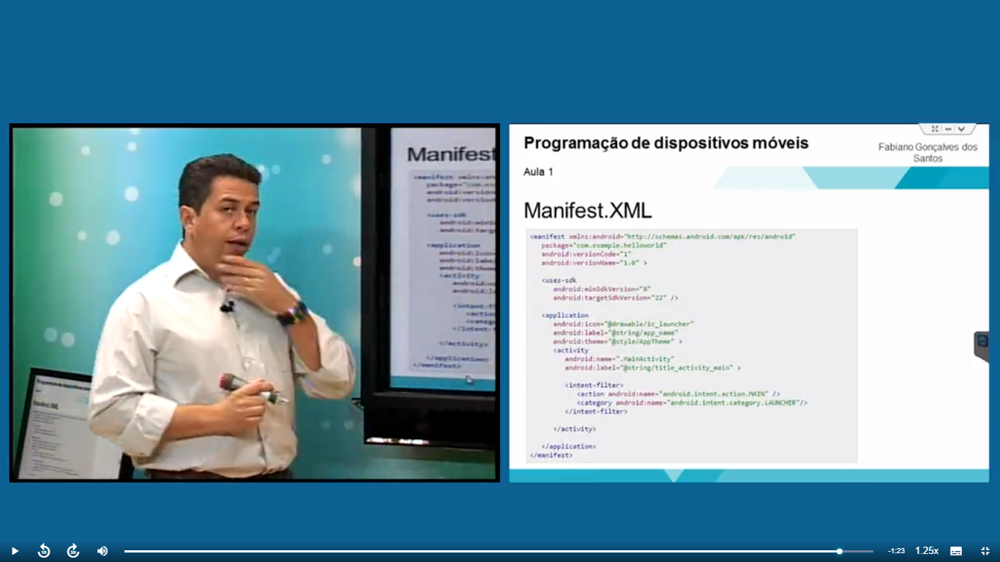 Manifest
Programação de dispositivos móveis
Fabiano Gonçalves dos
Santos
Aula 1
Manifest.XML
<manifest xmlns:android="http://schemas.android.com/apk/res/android"
package="com.example.helloworld"
android:versionCode="1"
android:versionName="1.0" >
<uses-sdk
android:minSdkVersion="8"
android:targetSdkVersion="22" />
<application
android:icon="@drawable/ic_launcher"
android:label="@string/app_name"
android:theme="@style/AppTheme" >
<activity
android:name=".MainActivity"
android:label="@string/title_activity_main" >
<intent-filter>
<action android:name="android.intent.action.MAIN" />
<category android:name="android.intent.category.LAUNCHER"/>
</intent-filter>
</activity>
</application>
</manifest>
10
30
-1:23
1.25x